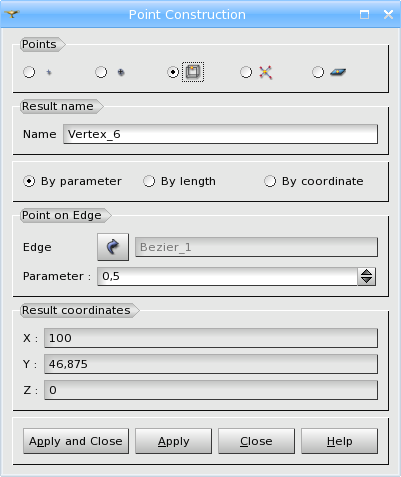 Point Construction
Points
Result name
Name Vertex_6
By parameter By length By coordinate
Point on Edge
Edge Bezier_1
Parameter : 0,5
Result coordinates
X : 100
Y : 46,875
Z : 0
Apply and Close Apply Close Help